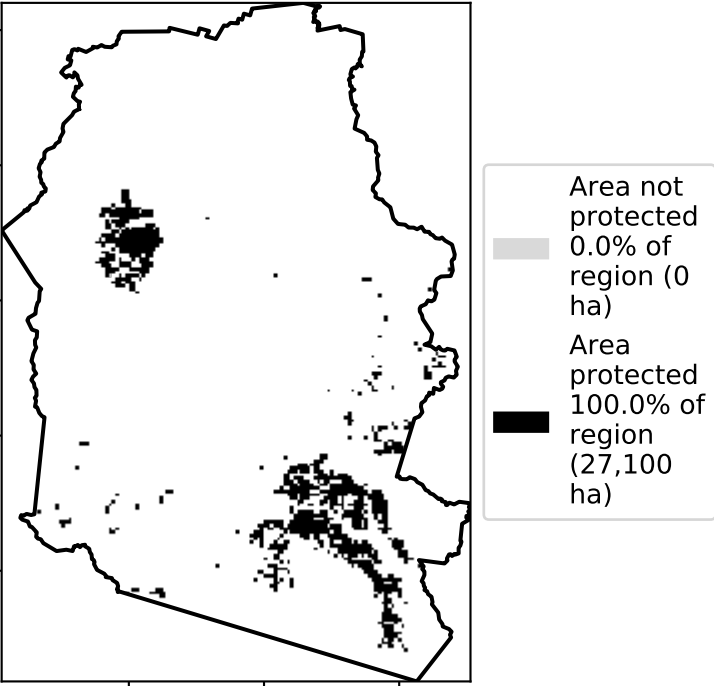 Area not
protected
0.0% of
region (0
ha)
Area
protected
100.0% of
region
(27,100
ha)